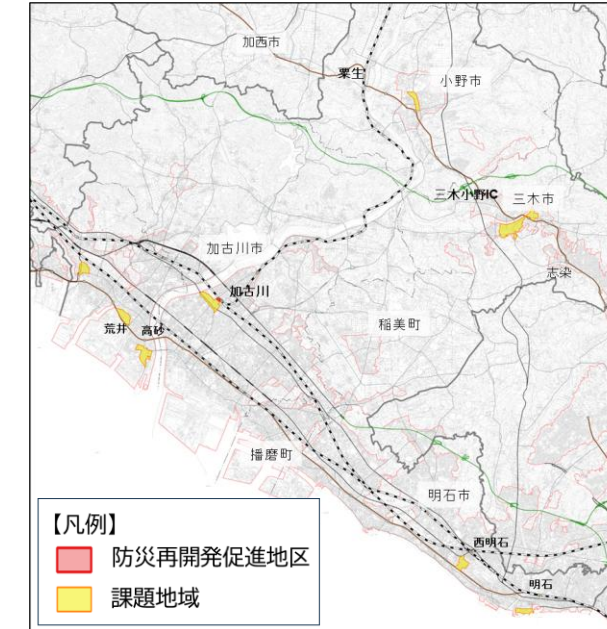 加西市
粟生
小野市
三木小野IC
三木市
加古川市
加古川
志染
稲美町
荒井
高砂
播磨町
明石市
西明石
明石
【凡例】
防災再開発促進地区
課題地域